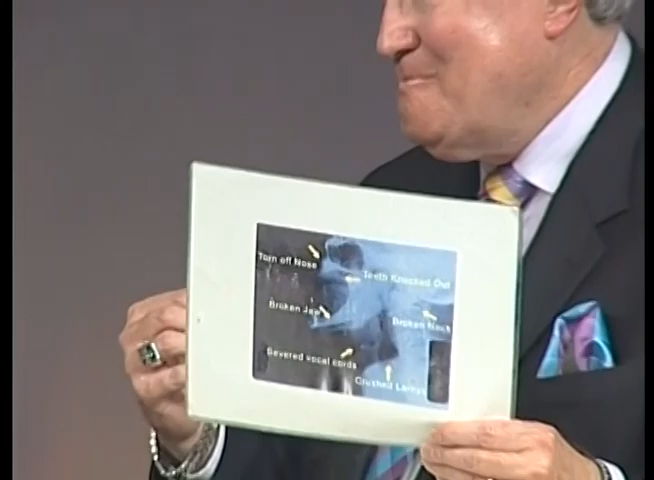 Torn off Nose
Teeth Knocked Out
Broken Jaw
Broken Neck
Severed vocal cords
Crushed Larynx